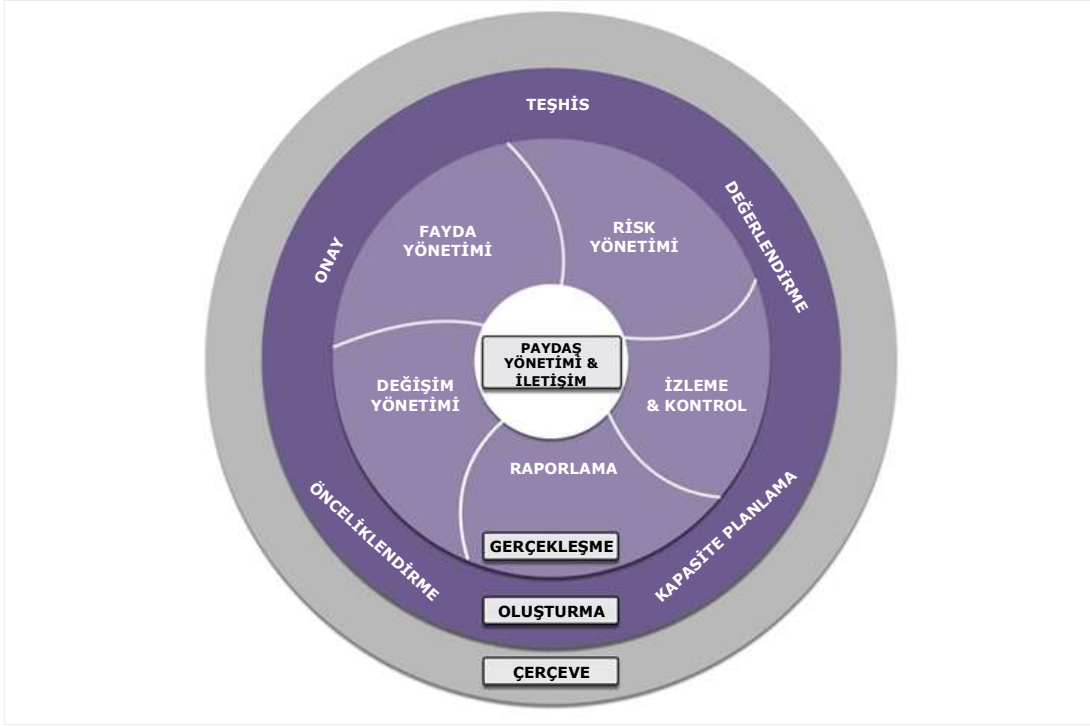 TEŞHİS
DEĞERLENDİRME
ONAY
FAYDA
YÖNETİMİ
RİSK
YÖNETİMİ
PAYDAŞ
YÖNETİMİ &
İLETİŞİM
DEĞİŞİM
YÖNETİMİ
İZLEME
& KONTROL
RAPORLAMA
ÖNCELİKLENDİRME
KAPASİTE PLANLAMA
GERÇEKLEŞME
OLUŞTURMA
ÇERÇEVE